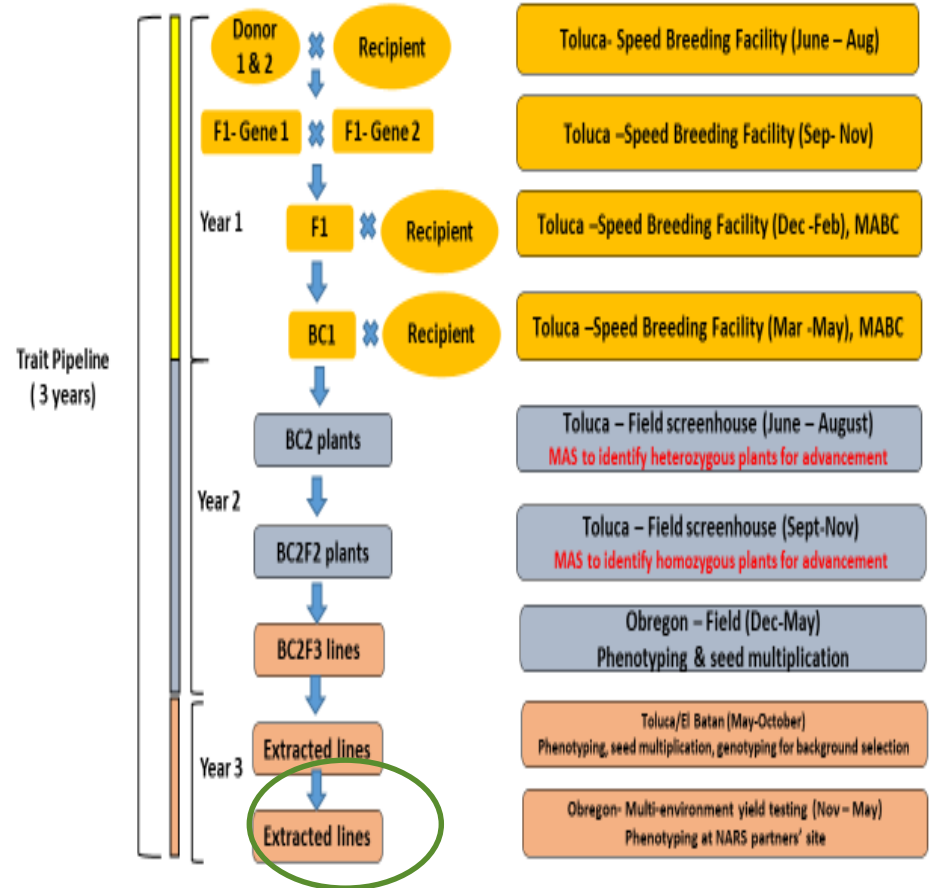 Donor
1 & 2
Recipient
Toluca- Speed Breeding Facility (June – Aug)
F1- Gene 1
F1- Gene 2
Toluca –Speed Breeding Facility (Sep- Nov)
Year 1
F1
Recipient
Toluca –Speed Breeding Facility (Dec -Feb), MABC
BC1
Recipient
Toluca –Speed Breeding Facility (Mar -May), MABC
Trait Pipeline
( 3 years)
BC2 plants
Toluca – Field screenhouse (June – August)
MAS to identify heterozygous plants for advancement
Year 2
BC2F2 plants
Toluca – Field screenhouse (Sept-Nov)
MAS to identify homozygous plants for advancement
BC2F3 lines
Obregon – Field (Dec-May)
Phenotyping & seed multiplication
Year 3
Extracted lines
Toluca/El Batan (May-October)
Phenotyping, seed multiplication, genotyping for background selection
Extracted lines
Obregon- Multi-environment yield testing (Nov – May)
Phenotyping at NARS partners' site